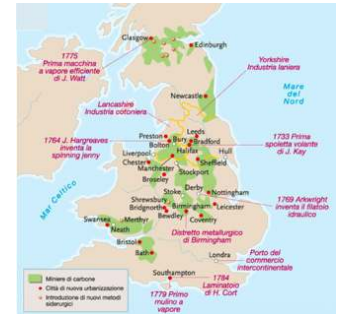 1775
Prima macchina
a vapore efficiente
di J. Watt
Glasgow
Edinburgh
Yorkshire
Industria laniera
Mare
del
Nord
Newcastle
Lancashire
Industria cotoniera
1764 J. Hargreaves
inventa la
spinning jenny
Preston
Bury
Bolton
Leeds
Bradford
Halifax
Hull
Liverpool
Chester
Manchester
Sheffield
Stockport
Broseley
1733 Prima
spoletta volante
di J. Kay
Stoke
Derby
Nottingham
1769 Arkwright
inventa il filatoio
idraulico
Shrewsbury
Bridgnorth
Birmingham
Leicester
Bewdley
Coventry
Mar Celtico
Swansea
Merthyr
Neath
Distretto metallurgico
di Birmingham
Bristol
Bath
Londra
Porto del
commercio
intercontinentale
Southampton
1784
Laminatoio
di H. Cort
1779 Primo
mulino a
vapore
Miniere di carbone
Città di nuova urbanizzazione
Introduzione di nuovi metodi
siderurgici